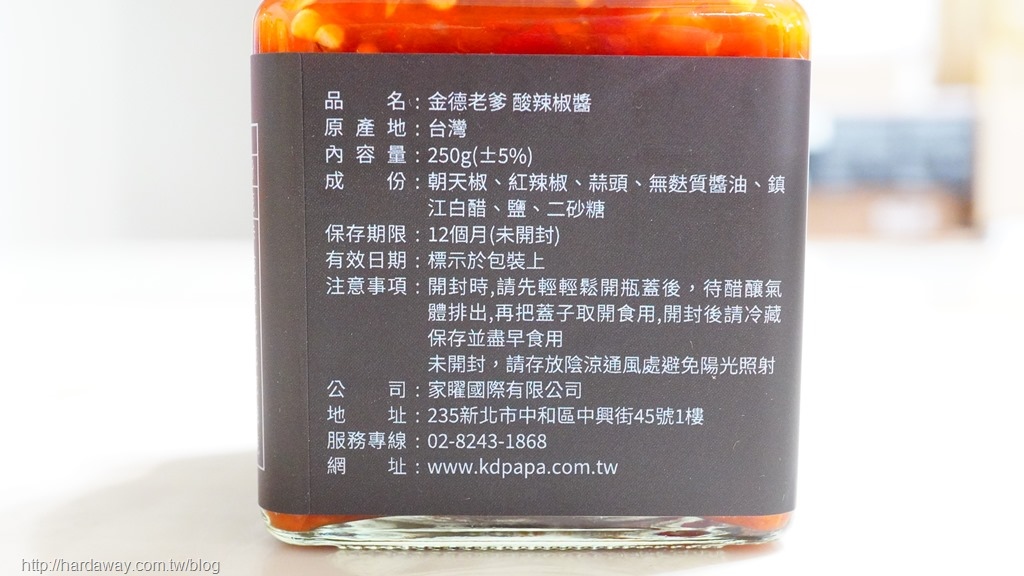 品名：金德老爹 酸辣椒醬
原產地：台灣
內容量：250g(±5%)
成份：朝天椒、紅辣椒、蒜頭、無麩質醬油、鎮
江白醋、鹽、二砂糖
保存期限：12個月(未開封)
有效日期：標示於包裝上
注意事項：開封時,請先輕輕鬆開瓶蓋後，待醋釀氣
體排出,再把蓋子取開食用,開封後請冷藏
保存並盡早食用
未開封，請存放陰涼通風處避免陽光照射
公司：家曜國際有限公司
地址：235新北市中和區中興街45號1樓
服務專線：02-8243-1868
網址：www.kdpapa.com.tw
http://hardaway.com.tw/blog